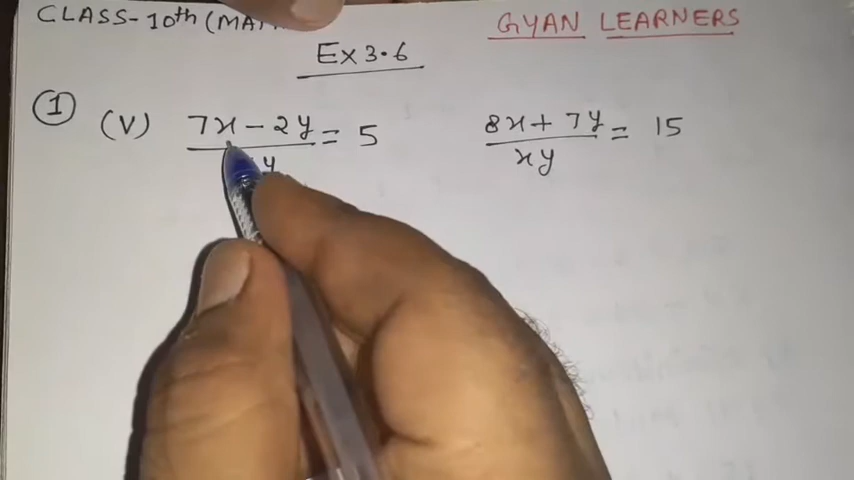 CLASS-10th (MA
GYAN LEARNERS
Ex 3.6
① (V) 7x - 2y = 5 8x + 7y = 15
y xy